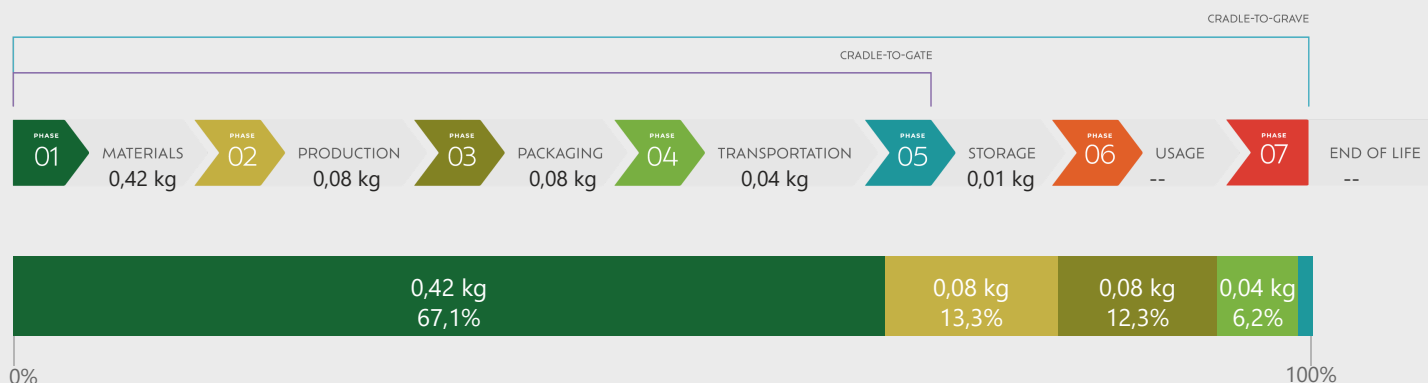 CRADLE-TO-GRAVE
CRADLE-TO-GATE
PHASE
01
MATERIALS
0,42 kg
PHASE
02
PRODUCTION
0,08 kg
PHASE
03
PACKAGING
0,08 kg
PHASE
04
TRANSPORTATION
0,04 kg
PHASE
05
STORAGE
0,01 kg
PHASE
06
USAGE
--
PHASE
07
END OF LIFE
--
0,42 kg
67,1%
0,08 kg
13,3%
0,08 kg
12,3%
0,04 kg
6,2%
0%
100%